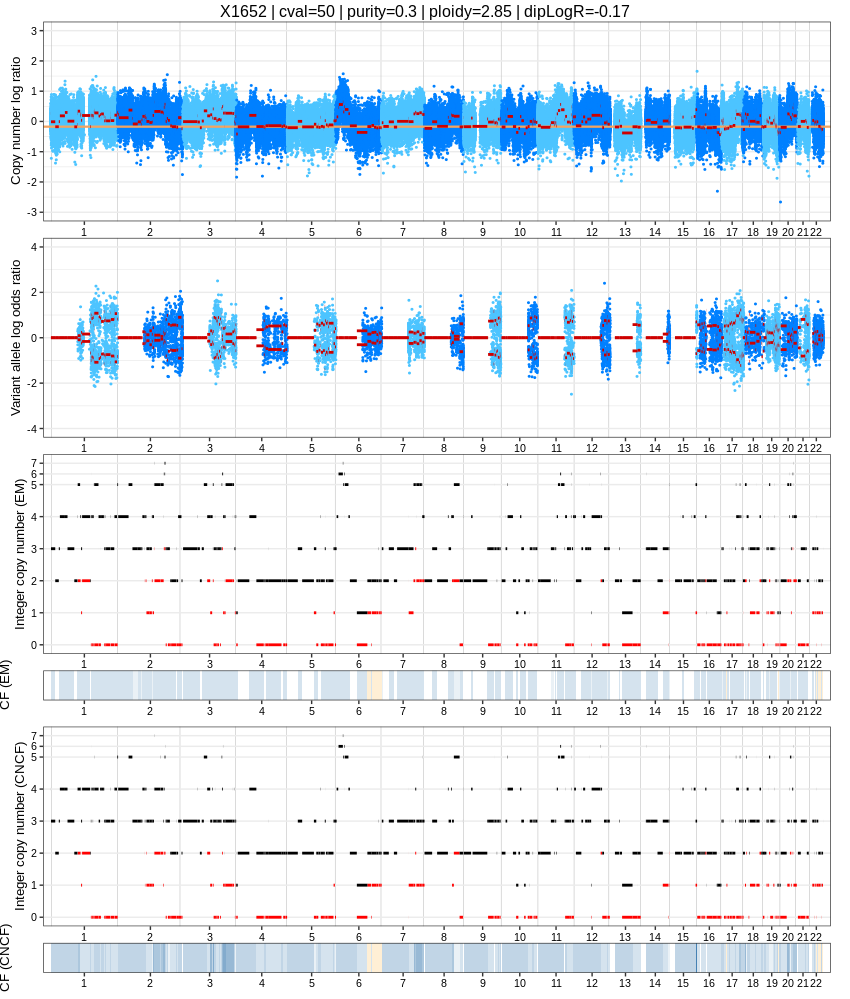 X1652 | cval=50 | purity=0.3 | ploidy=2.85 | dipLogR=-0.17
Copy number log ratio
3
2
1
0
-1
-2
-3
1 2 3 4 5 6 7 8 9 10 11 12 13 14 15 16 17 18 19 20 21 22
Variant allele log odds ratio
4
2
0
-2
-4
1 2 3 4 5 6 7 8 9 10 11 12 13 14 15 16 17 18 19 20 21 22
Integer copy number (EM)
7
6
5
4
3
2
1
0
1 2 3 4 5 6 7 8 9 10 11 12 13 14 15 16 17 18 19 20 21 22
CF (EM)
1 2 3 4 5 6 7 8 9 10 11 12 13 14 15 16 17 18 19 20 21 22
Integer copy number (CNCF)
7
6
5
4
3
2
1
0
1 2 3 4 5 6 7 8 9 10 11 12 13 14 15 16 17 18 19 20 21 22
CF (CNCF)
1 2 3 4 5 6 7 8 9 10 11 12 13 14 15 16 17 18 19 20 21 22